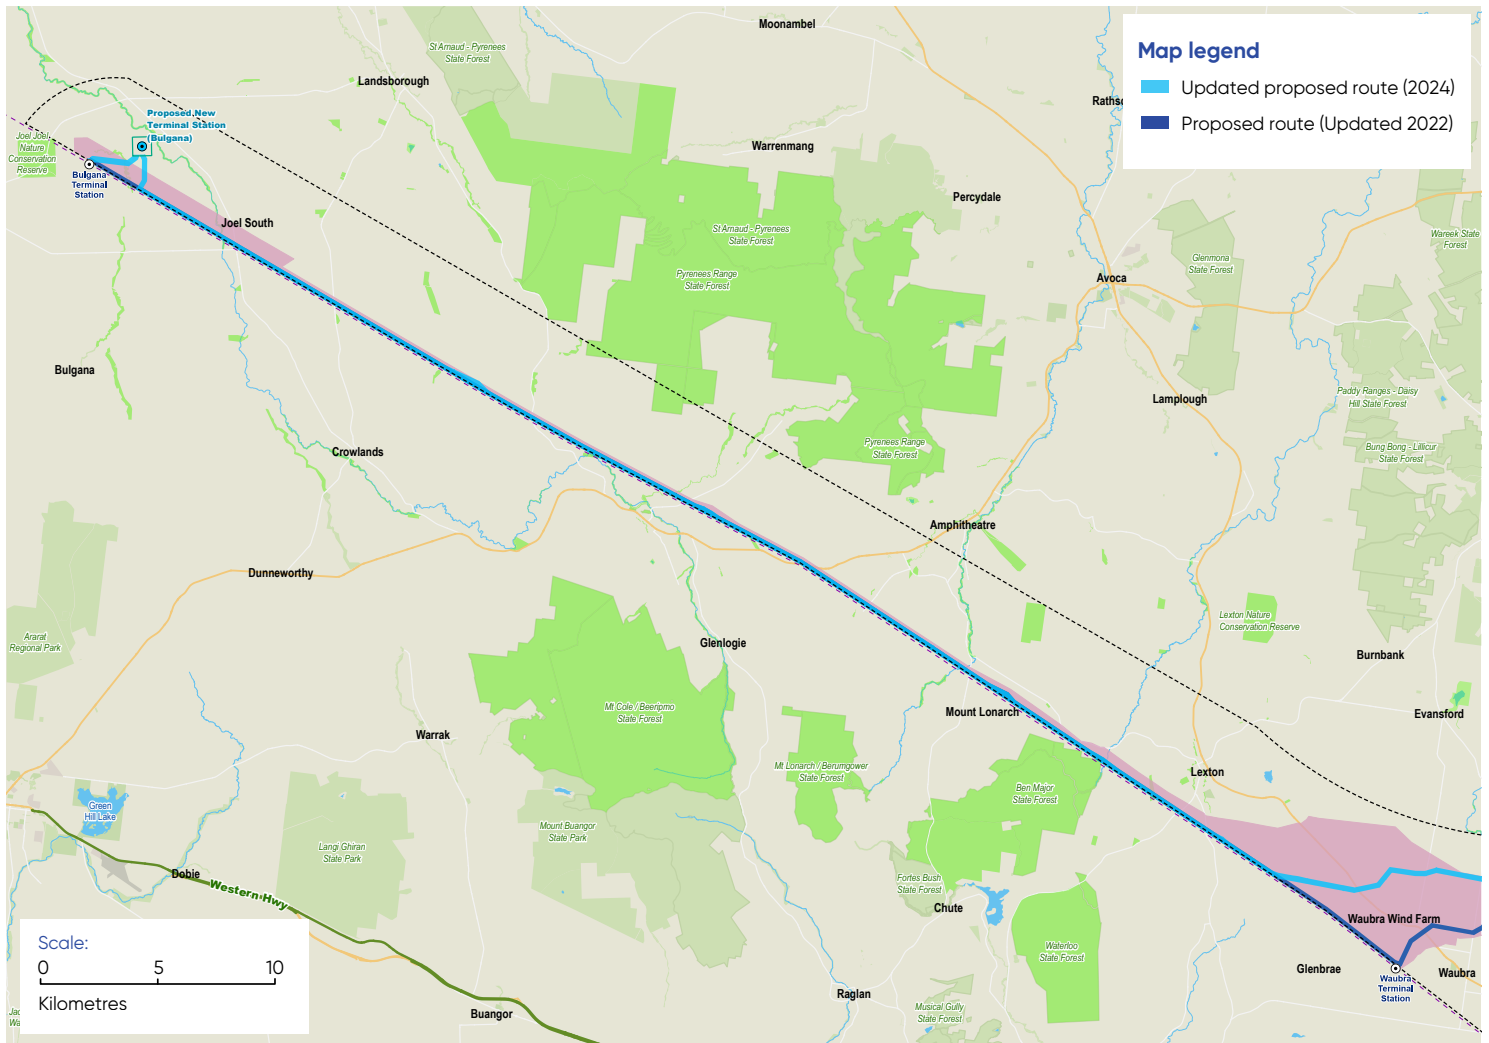 Map legend
Updated proposed route (2024)
Proposed route (Updated 2022)
Moonambel
St Arnaud - Pyrenees
State Forest
Landsborough
Proposed New
Terminal Station
(Bulgana)
Joel Joel
Nature
Conservation
Reserve
Bulgana
Terminal
Station
Warrenmang
Percydale
Joel South
St Arnaud - Pyrenees
State Forest
Wareek State
Forest
Glenmona
State Forest
Pyrenees Range
State Forest
Avoca
Bulgana
Lamplough
Paddy Ranges - Daisy
Hill State Forest
Crowlands
Pyrenees Range
State Forest
Bung Bong - Lillicur
State Forest
Amphitheatre
Dunneworthy
Lexton Nature
Conservation Reserve
Ararat
Regional Park
Glenlogie
Burnbank
Mt Cole / Beeripmo
State Forest
Mount Lonarch
Evansford
Warrak
Mt Lonarch / Berumgower
State Forest
Lexton
Ben Major
State Forest
Green
Hill Lake
Mount Buangor
State Park
Langi Ghiran
State Park
Dobie
Western Hwy
Fortes Bush
State Forest
Chute
Waubra Wind Farm
Waterloo
State Forest
Glenbrae
Waubra
Waubra
Terminal
Station
Raglan
Musical Gully
State Forest
Buangor
Scale:
0 5 10
Kilometres